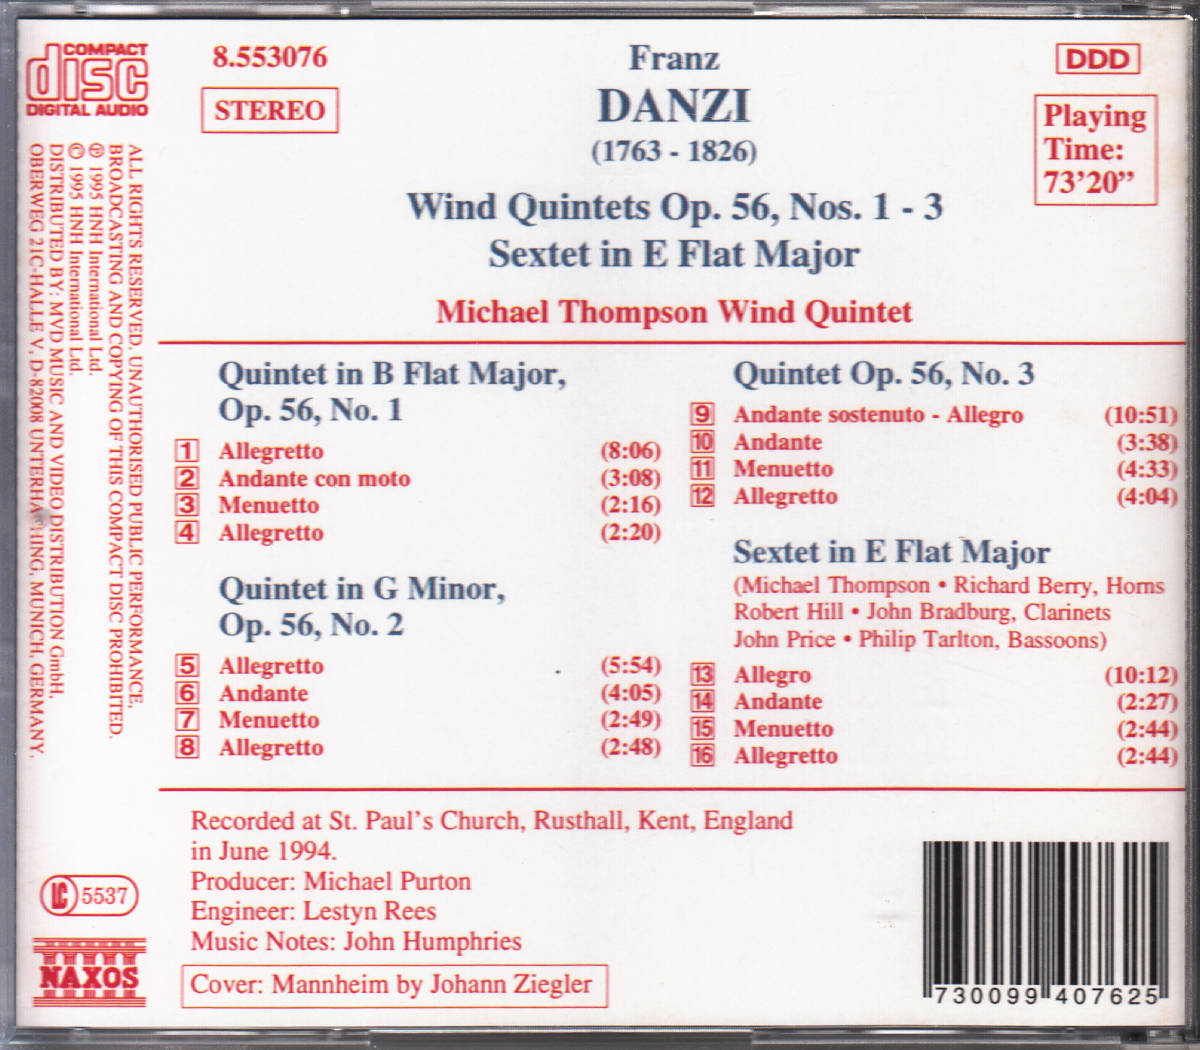 COMPACT
disc
DIGITAL AUDIO
8.553076
STEREO
Franz
DANZI
(1763 - 1826)
DDD
Playing
Time:
73'20"
Wind Quintets Op. 56, Nos. 1 - 3
Sextet in E Flat Major
Michael Thompson Wind Quintet
Quintet in B Flat Major,
Op. 56, No. 1
1 Allegretto (8:06)
2 Andante con moto (3:08)
3 Menuetto (2:16)
4 Allegretto (2:20)
Quintet in G Minor,
Op. 56, No. 2
5 Allegretto (5:54)
6 Andante (4:05)
7 Menuetto (2:49)
8 Allegretto (2:48)
Quintet Op. 56, No. 3
9 Andante sostenuto - Allegro (10:51)
10 Andante (3:38)
11 Menuetto (4:33)
12 Allegretto (4:04)
Sextet in E Flat Major
(Michael Thompson • Richard Berry, Horns
Robert Hill • John Bradburg, Clarinets
John Price • Philip Tarlton, Bassoons)
13 Allegro (10:12)
14 Andante (2:27)
15 Menuetto (2:44)
16 Allegretto (2:44)
Recorded at St. Paul's Church, Rusthall, Kent, England
in June 1994.
Producer: Michael Purton
Engineer: Lestyn Rees
Music Notes: John Humphries
Cover: Mannheim by Johann Ziegler
ALL RIGHTS RESERVED, UNAUTHORISED PUBLIC PERFORMANCE,
BROADCASTING AND COPYING OF THIS COMPACT DISC PROHIBITED.
℗ 1995 HNH International Ltd.
© 1995 HNH International Ltd.
DISTRIBUTED BY: MVD MUSIC AND VIDEO DISTRIBUTION GmbH,
OBERWEG 21C-HALLE V, D-82008 UNTERHACHING, MUNICH, GERMANY.
LC 5537
NAXOS
730099 407625